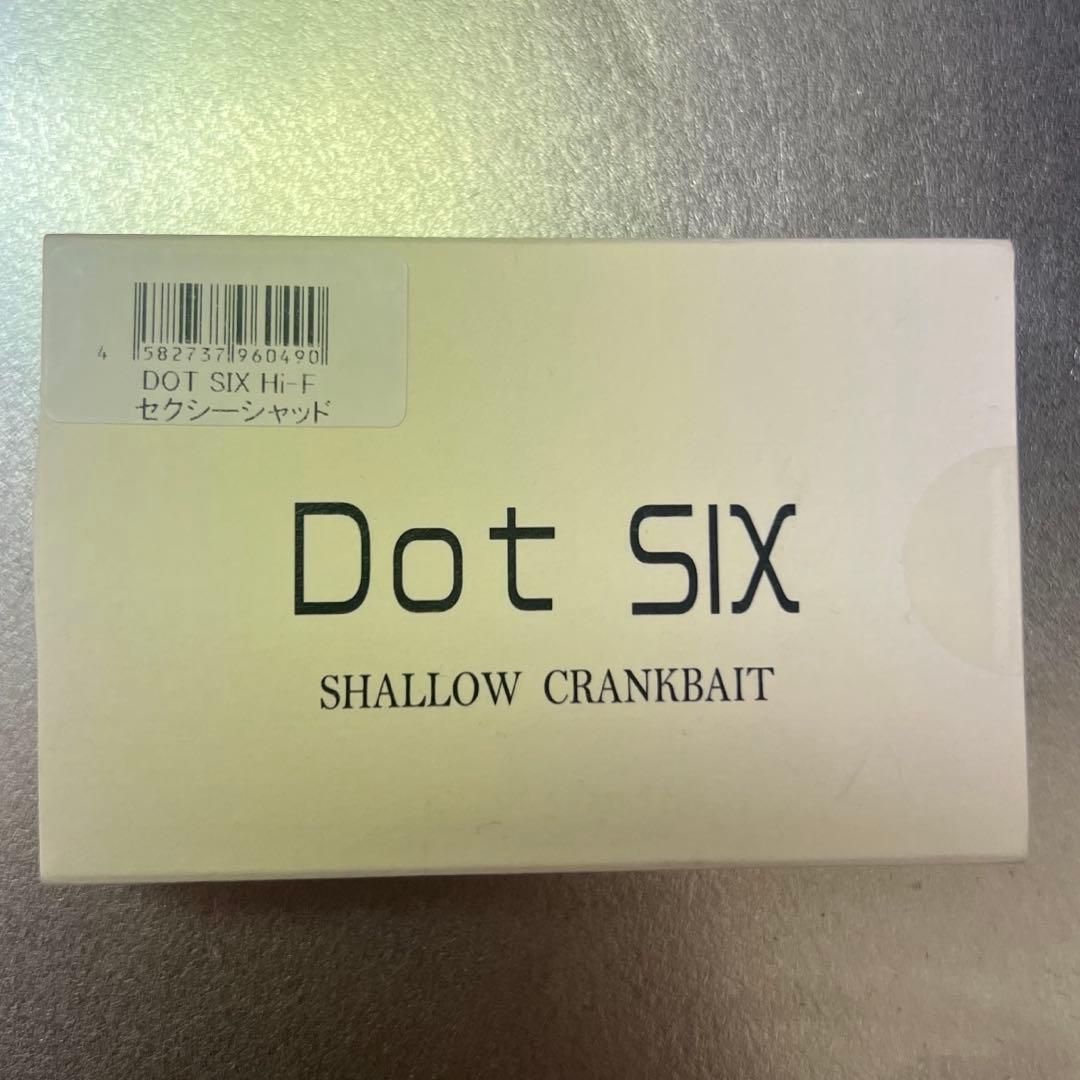 4 582737 960490
DOT SIX Hi-F
セクシーシャッド
Dot SIX
SHALLOW CRANKBAIT